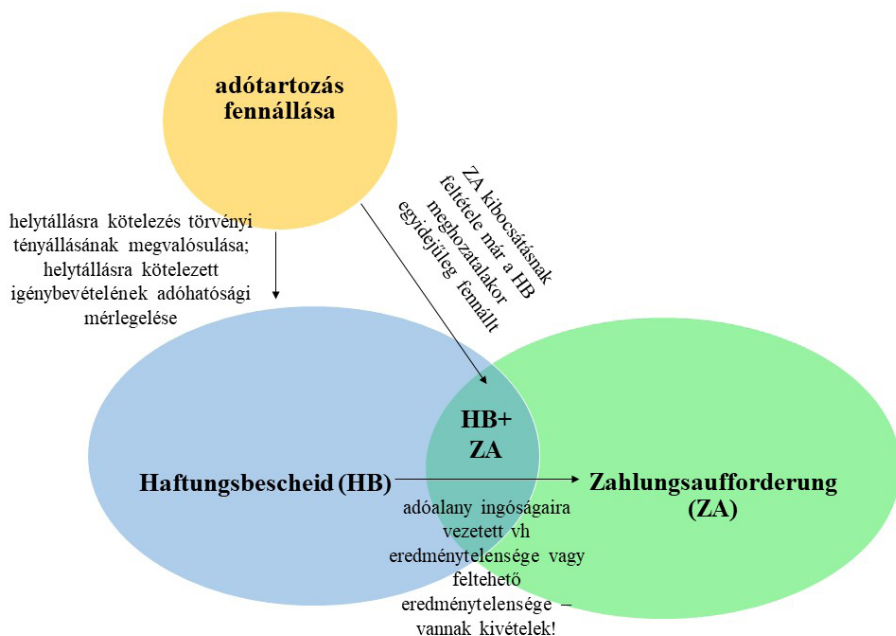 adótartozás
fennállása
helytállásra kötelezés törvényi
tényállásának megvalósulása;
helytállásra kötelezett
igénybevételének adóhatósági
mérlegelése
ZA kibocsátásnak
feltétele már a HB
meghozatalakor
egyidejűleg fennállt
HB+
ZA
Haftungsbescheid (HB)
Zahlungsaufforderung
(ZA)
adóalany ingóságaira
vezetett vh
eredménytelensége vagy
feltehető
eredménytelensége –
vannak kivételek!